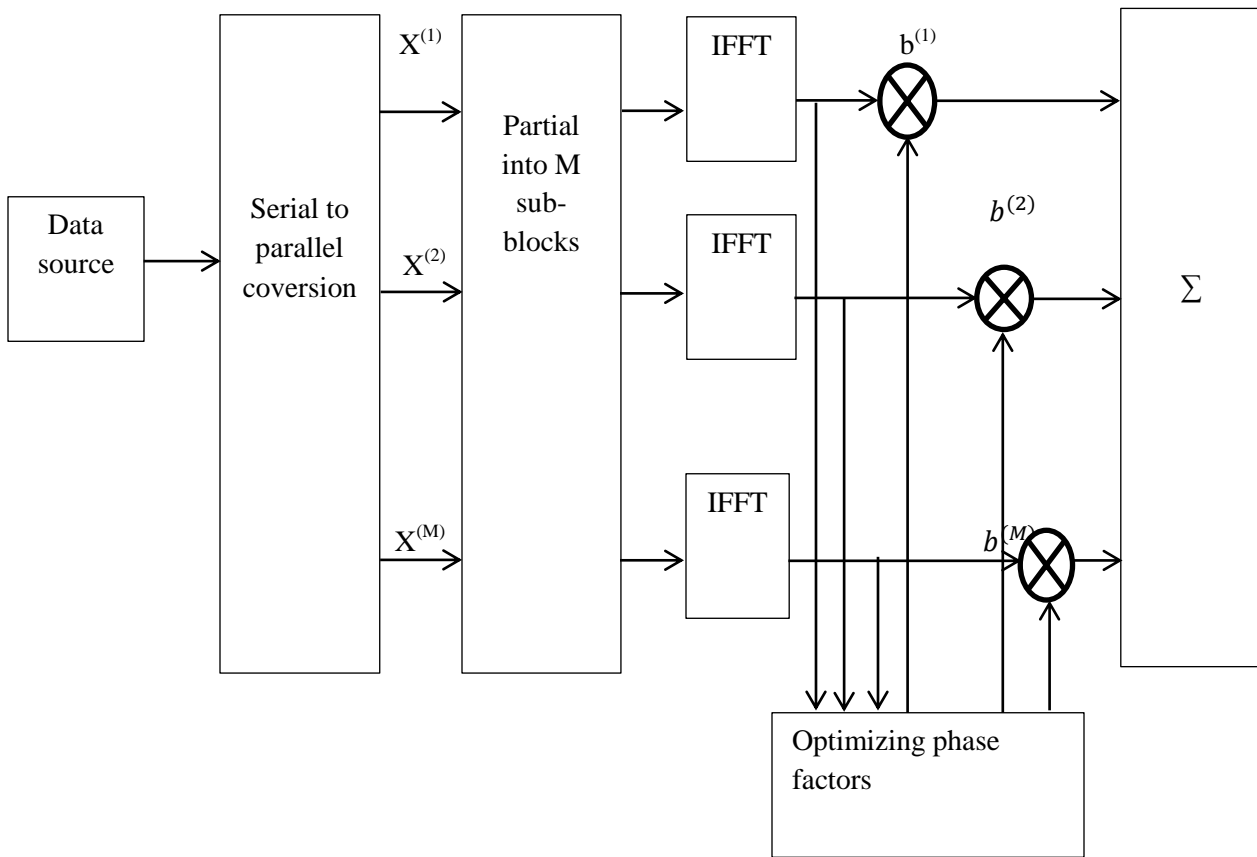 Data
source
Serial to
parallel
coversion
X^(1)
X^(2)
X^(M)
Partial
into M
sub-
blocks
IFFT
IFFT
IFFT
b^(1)
b^(2)
b^(M)
Σ
Optimizing phase
factors